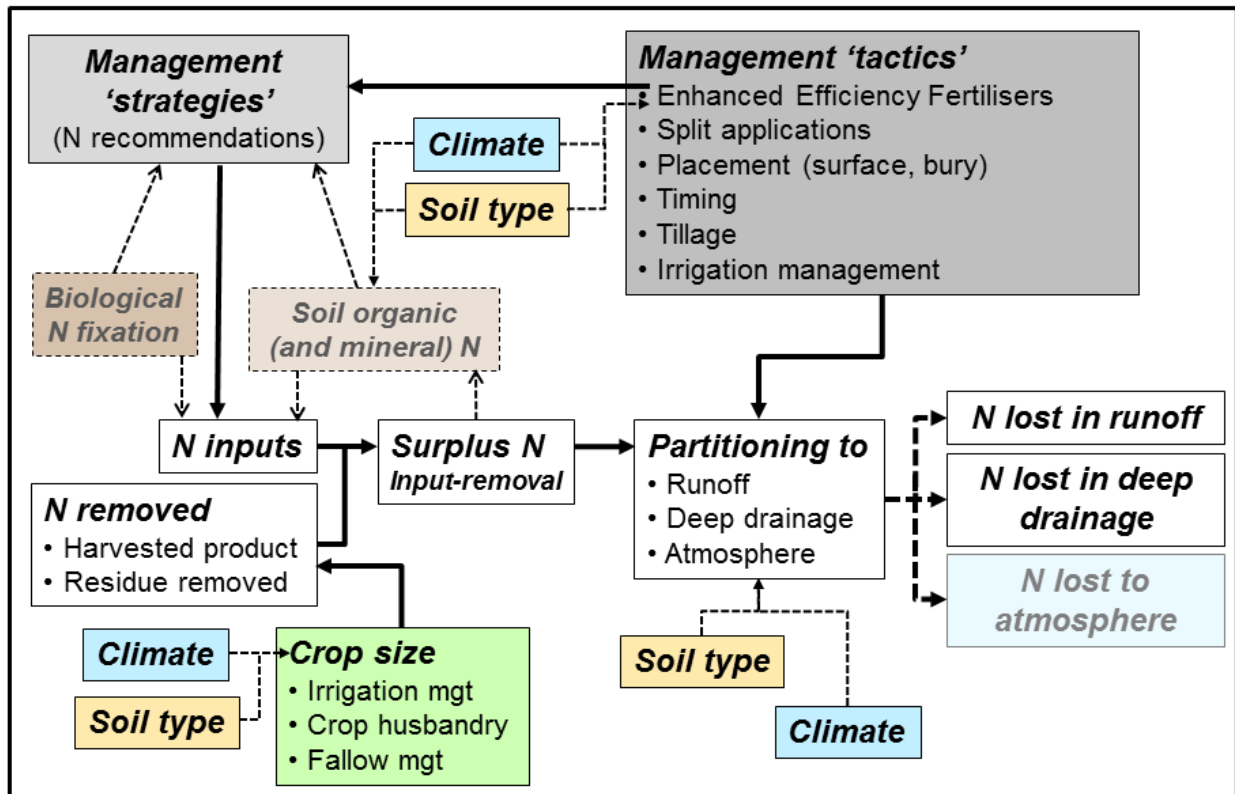 Management
‘strategies’
(N recommendations)
Management ‘tactics’
• Enhanced Efficiency Fertilisers
• Split applications
• Placement (surface, bury)
• Timing
• Tillage
• Irrigation management
Climate
Soil type
Biological
N fixation
Soil organic
(and mineral) N
N inputs
Surplus N
Input-removal
Partitioning to
• Runoff
• Deep drainage
• Atmosphere
N lost in runoff
N lost in deep
drainage
N lost to
atmosphere
N removed
• Harvested product
• Residue removed
Climate
Soil type
Crop size
• Irrigation mgt
• Crop husbandry
• Fallow mgt
Soil type
Climate